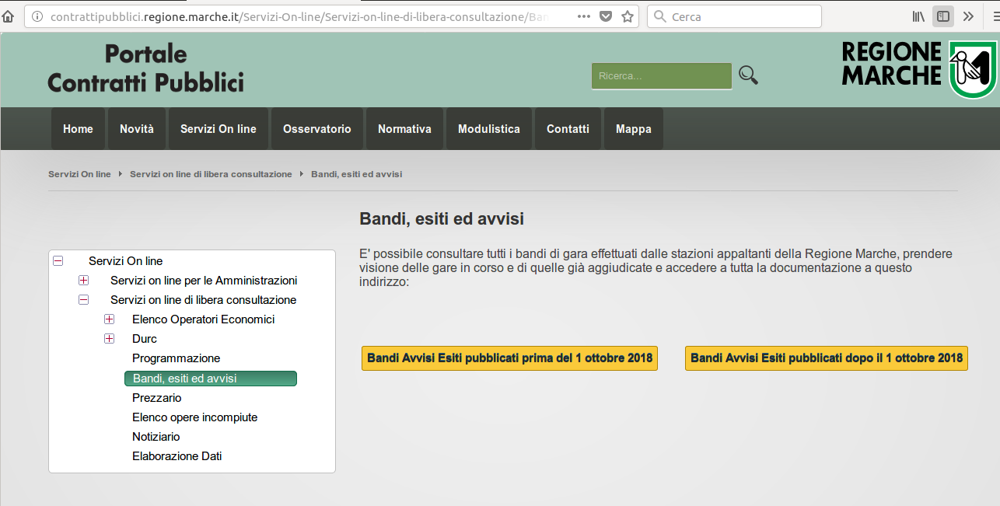 contrattipubblici.regione.marche.it/Servizi-On-line/Servizi-on-line-di-libera-consultazione/Ban
Cerca
Portale
Contratti Pubblici
Ricerca...
REGIONE
MARCHE
Home Novità Servizi On line Osservatorio Normativa Modulistica Contatti Mappa
Servizi On line Servizi on line di libera consultazione Bandi, esiti ed avvisi
Bandi, esiti ed avvisi
E' possibile consultare tutti i bandi di gara effettuati dalle stazioni appaltanti della Regione Marche, prendere
visione delle gare in corso e di quelle già aggiudicate e accedere a tutta la documentazione a questo
indirizzo:
Bandi Avvisi Esiti pubblicati prima del 1 ottobre 2018
Bandi Avvisi Esiti pubblicati dopo il 1 ottobre 2018
Servizi On line
Servizi on line per le Amministrazioni
Servizi on line di libera consultazione
Elenco Operatori Economici
Durc
Programmazione
Bandi, esiti ed avvisi
Prezzario
Elenco opere incompiute
Notiziario
Elaborazione Dati